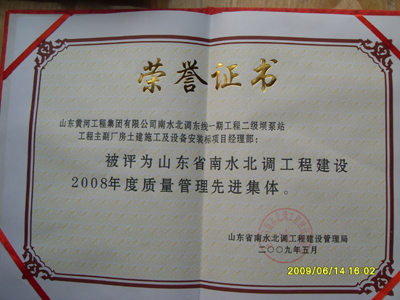 荣誉证书
山东黄河工程集团有限公司南水北调东线一期工程二级坝泵站
工程主副厂房土建施工及设备安装标项目经理部：
被评为山东省南水北调工程建设
2008年度质量管理先进集体。
山东省南水北调工程建设管理局
二〇〇九年五月
2009/06/14 16:02